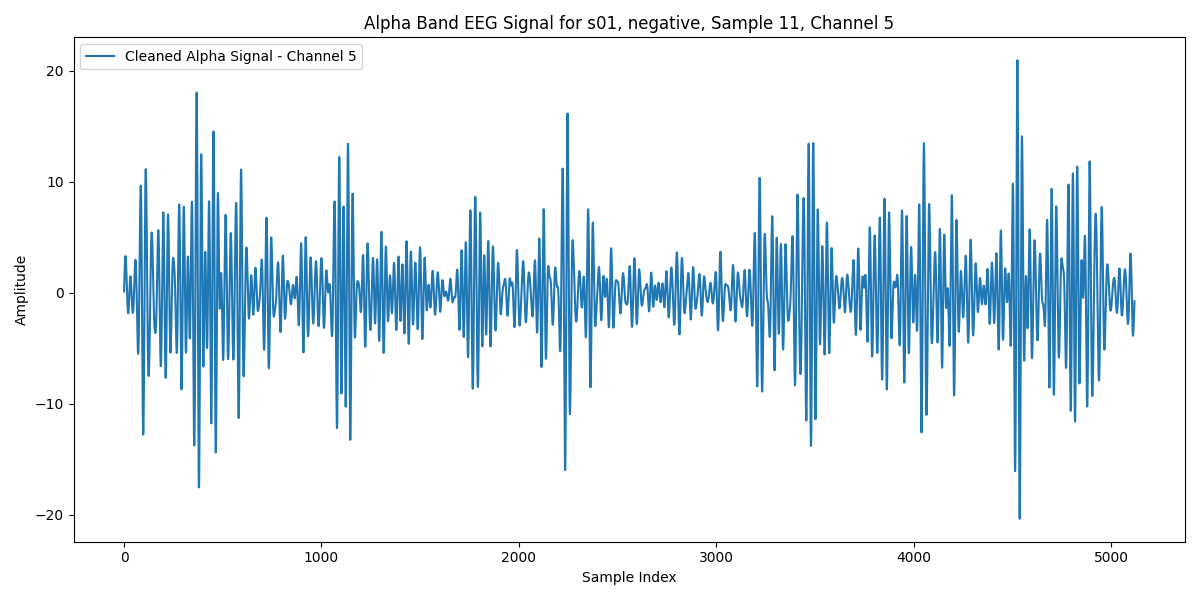 Alpha Band EEG Signal for s01, negative, Sample 11, Channel 5
Cleaned Alpha Signal - Channel 5
Amplitude
20
10
0
−10
−20
0 1000 2000 3000 4000 5000
Sample Index